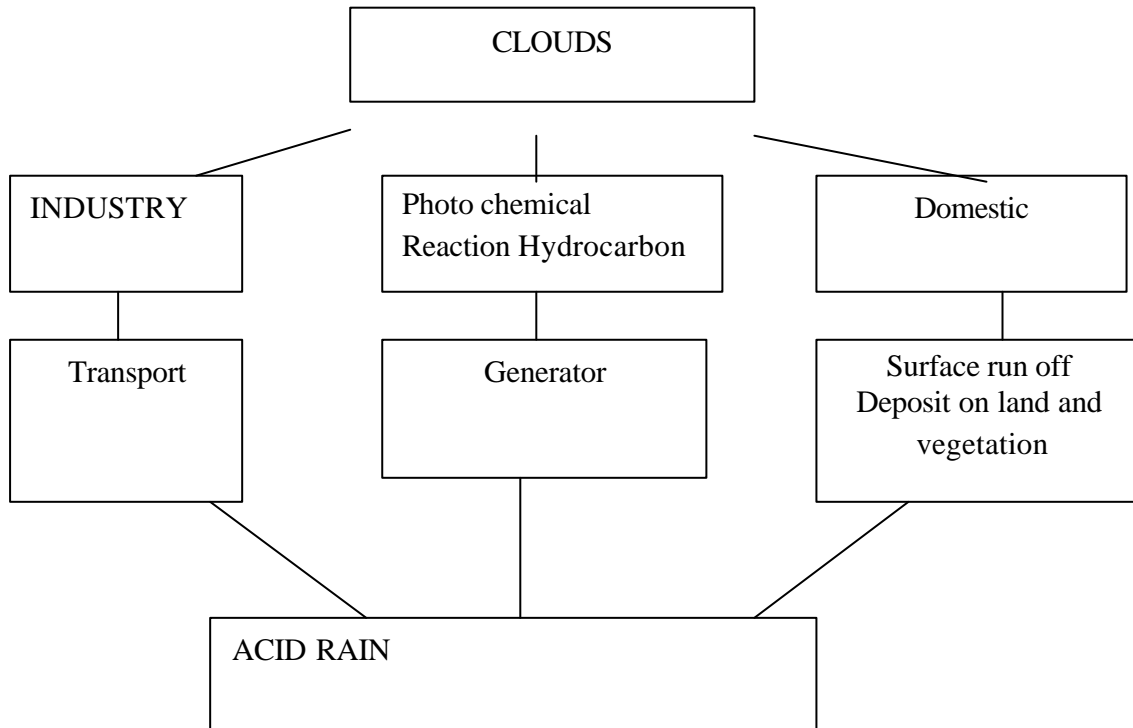 CLOUDS
INDUSTRY
Photo chemical
Reaction Hydrocarbon
Domestic
Transport
Generator
Surface run off
Deposit on land and
vegetation
ACID RAIN